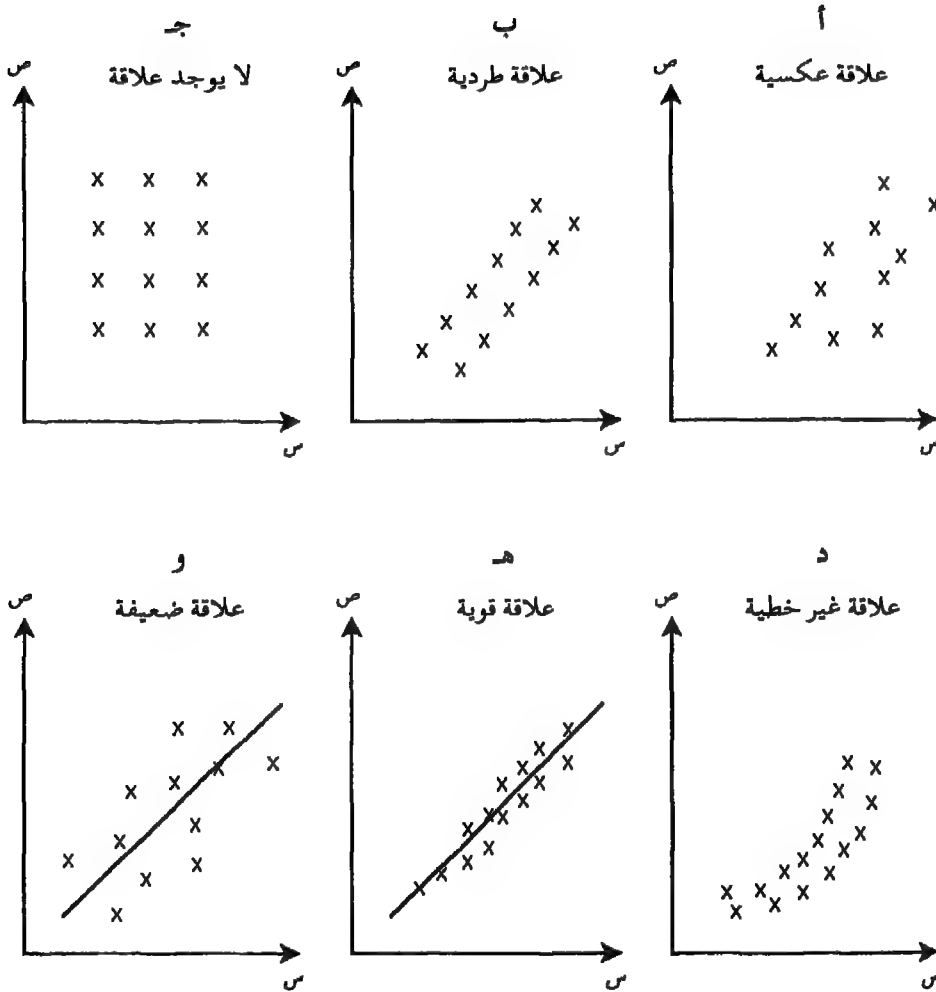 أ
علاقة عكسية
ص
س
ب
علاقة طردية
ص
س
جـ
لا يوجد علاقة
ص
س
د
علاقة غير خطية
ص
س
هـ
علاقة قوية
ص
س
و
علاقة ضعيفة
ص
س